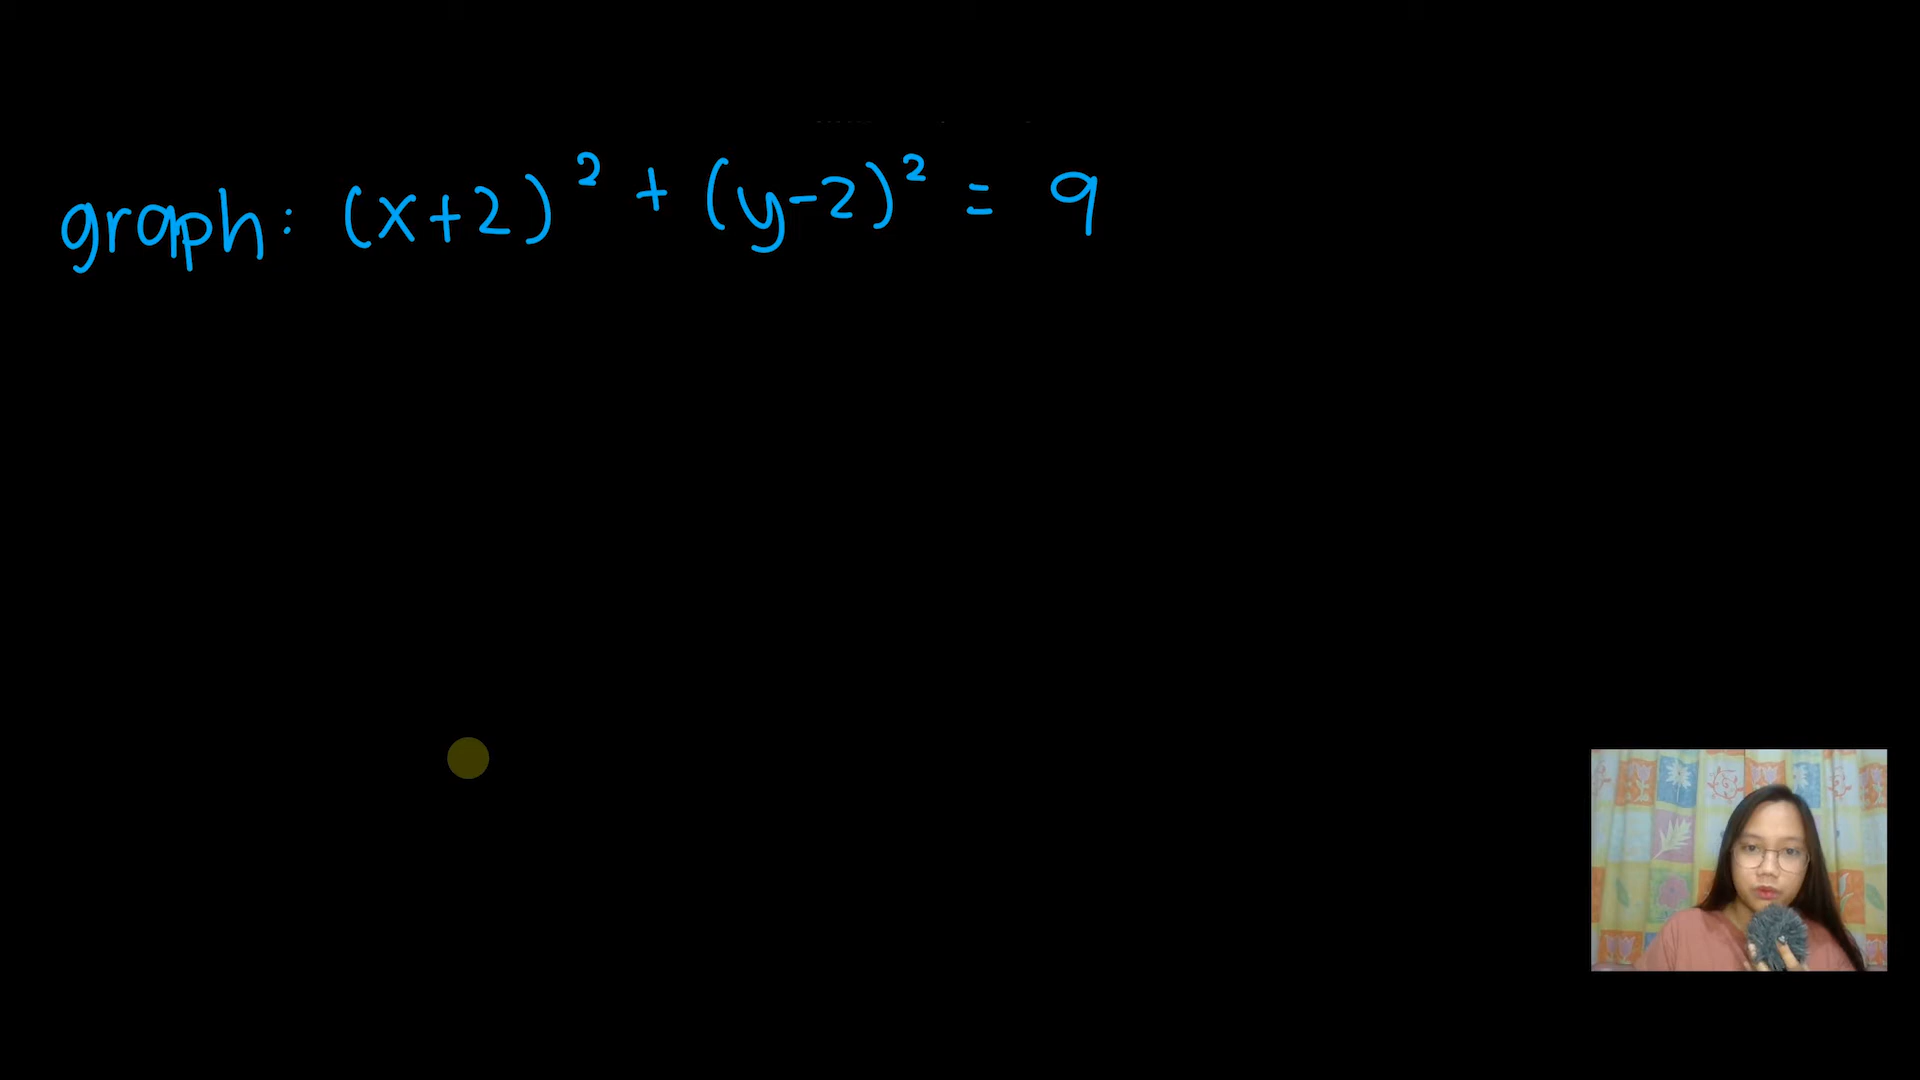 graph: (x+2)² + (y-2)² = 9